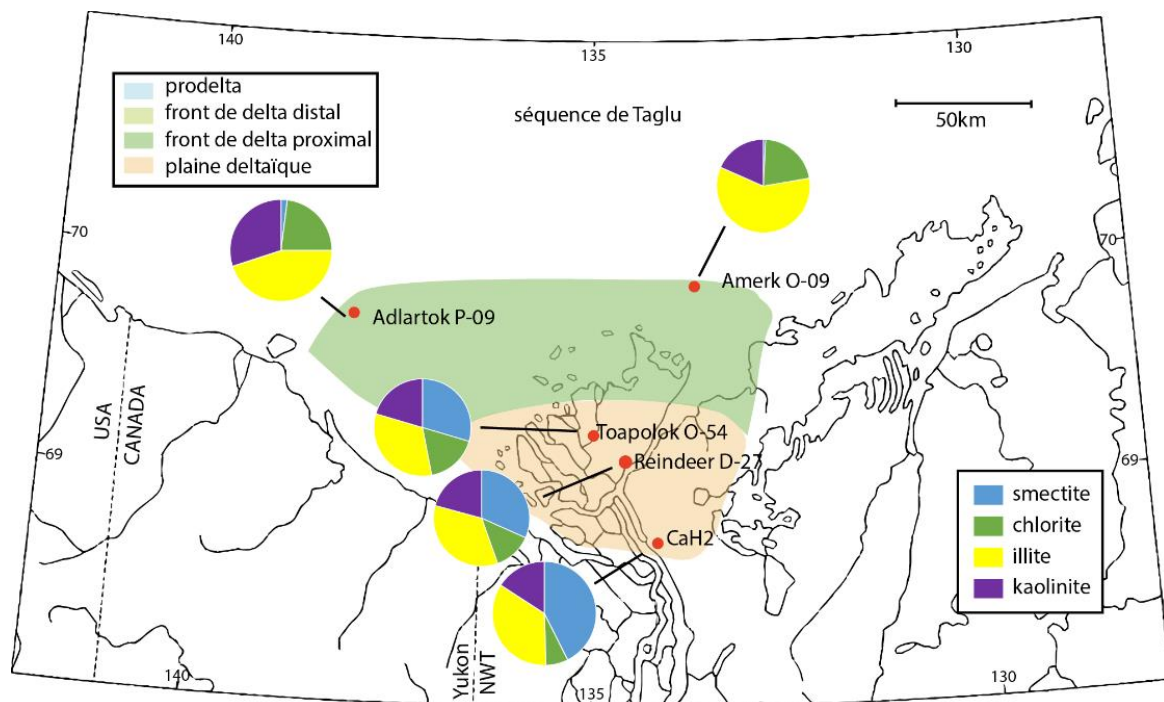 140
135
130
prodelta
front de delta distal
front de delta proximal
plaine deltaïque
séquence de Taglu
50km
70
70
Amerk O-09
Adlartok P-09
USA
CANADA
Toapolok O-54
69
Reindeer D-27
69
CaH2
smectite
chlorite
illite
kaolinite
Yukon
NWT
140
135
130